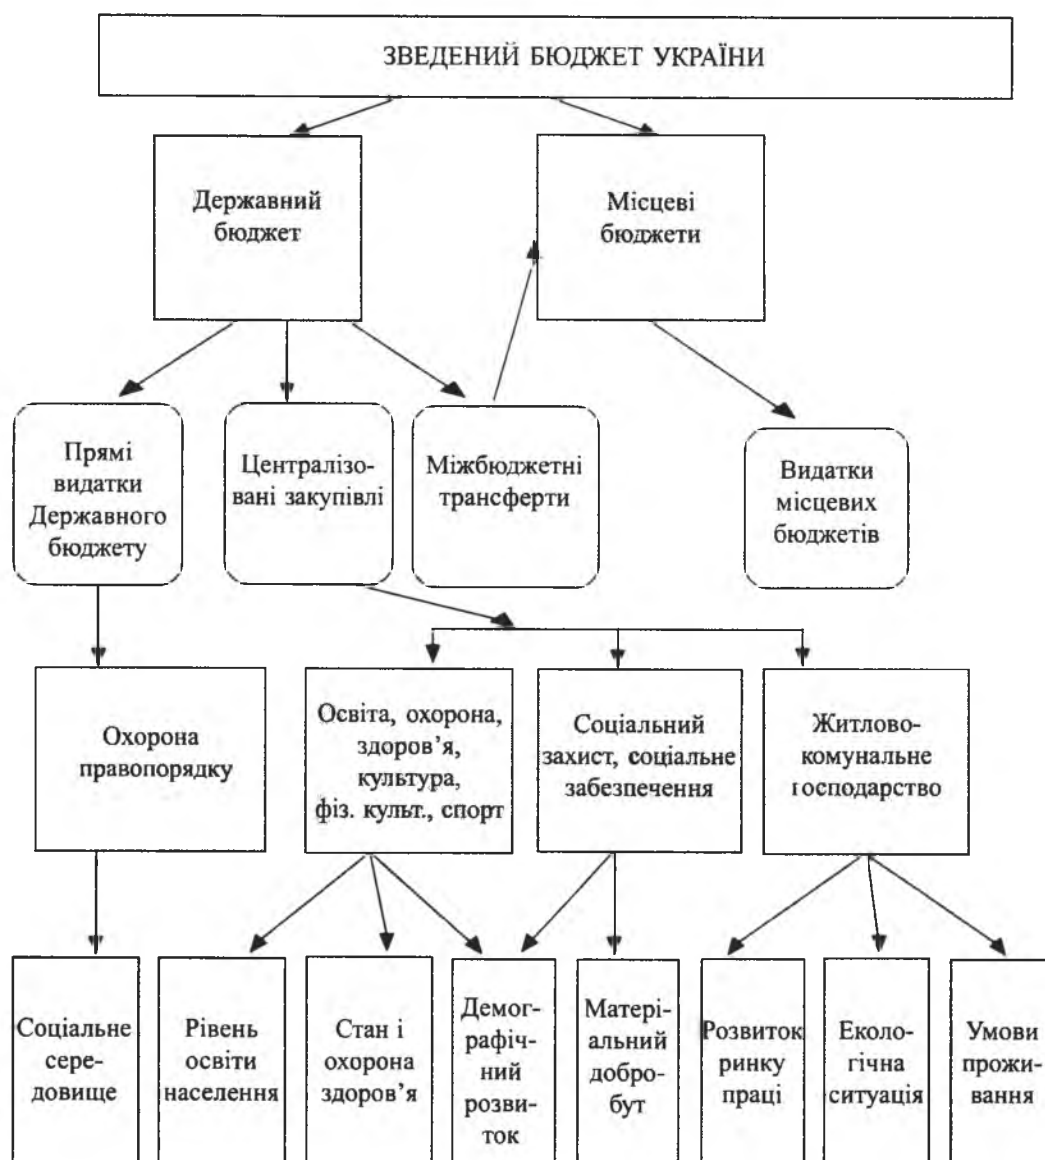 ЗВЕДЕНИЙ БЮДЖЕТ УКРАЇНИ
Державний
бюджет
Місцеві
бюджети
Прямі
видатки
Державного
бюджету
Централізо-
вані закупівлі
Міжбюджетні
трансферти
Видатки
місцевих
бюджетів
Охорона
правопорядку
Освіта, охорона,
здоров’я,
культура,
фіз. культ., спорт
Соціальний
захист, соціальне
забезпечення
Житлово-
комунальне
господарство
Соціальне
сере-
довище
Рівень
освіти
населення
Стан і
охорона
здоров’я
Демог-
рафіч-
ний
розви-
ток
Матері-
альний
добро-
бут
Розвиток
ринку
праці
Еколо-
гічна
ситуація
Умови
прожи-
вання